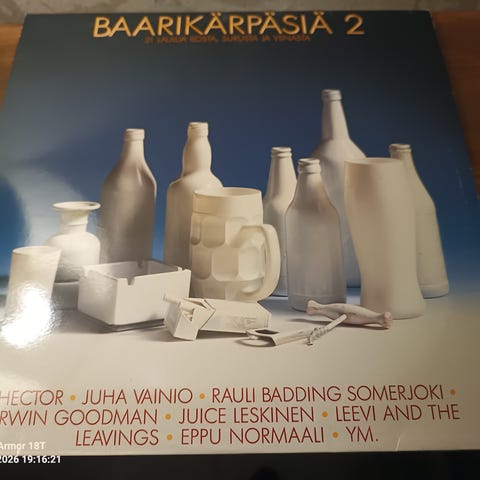 BAARIKÄRPÄSIÄ 2
21 LAULUA ILOSTA, SURUSTA JA VIINASTA
HECTOR • JUHA VAINIO • RAULI BADDING SOMERJOKI •
RWIN GOODMAN • JUICE LESKINEN • LEEVI AND THE
LEAVINGS • EPPU NORMAALI • YM.
Armor 18T
2026 19:16:21